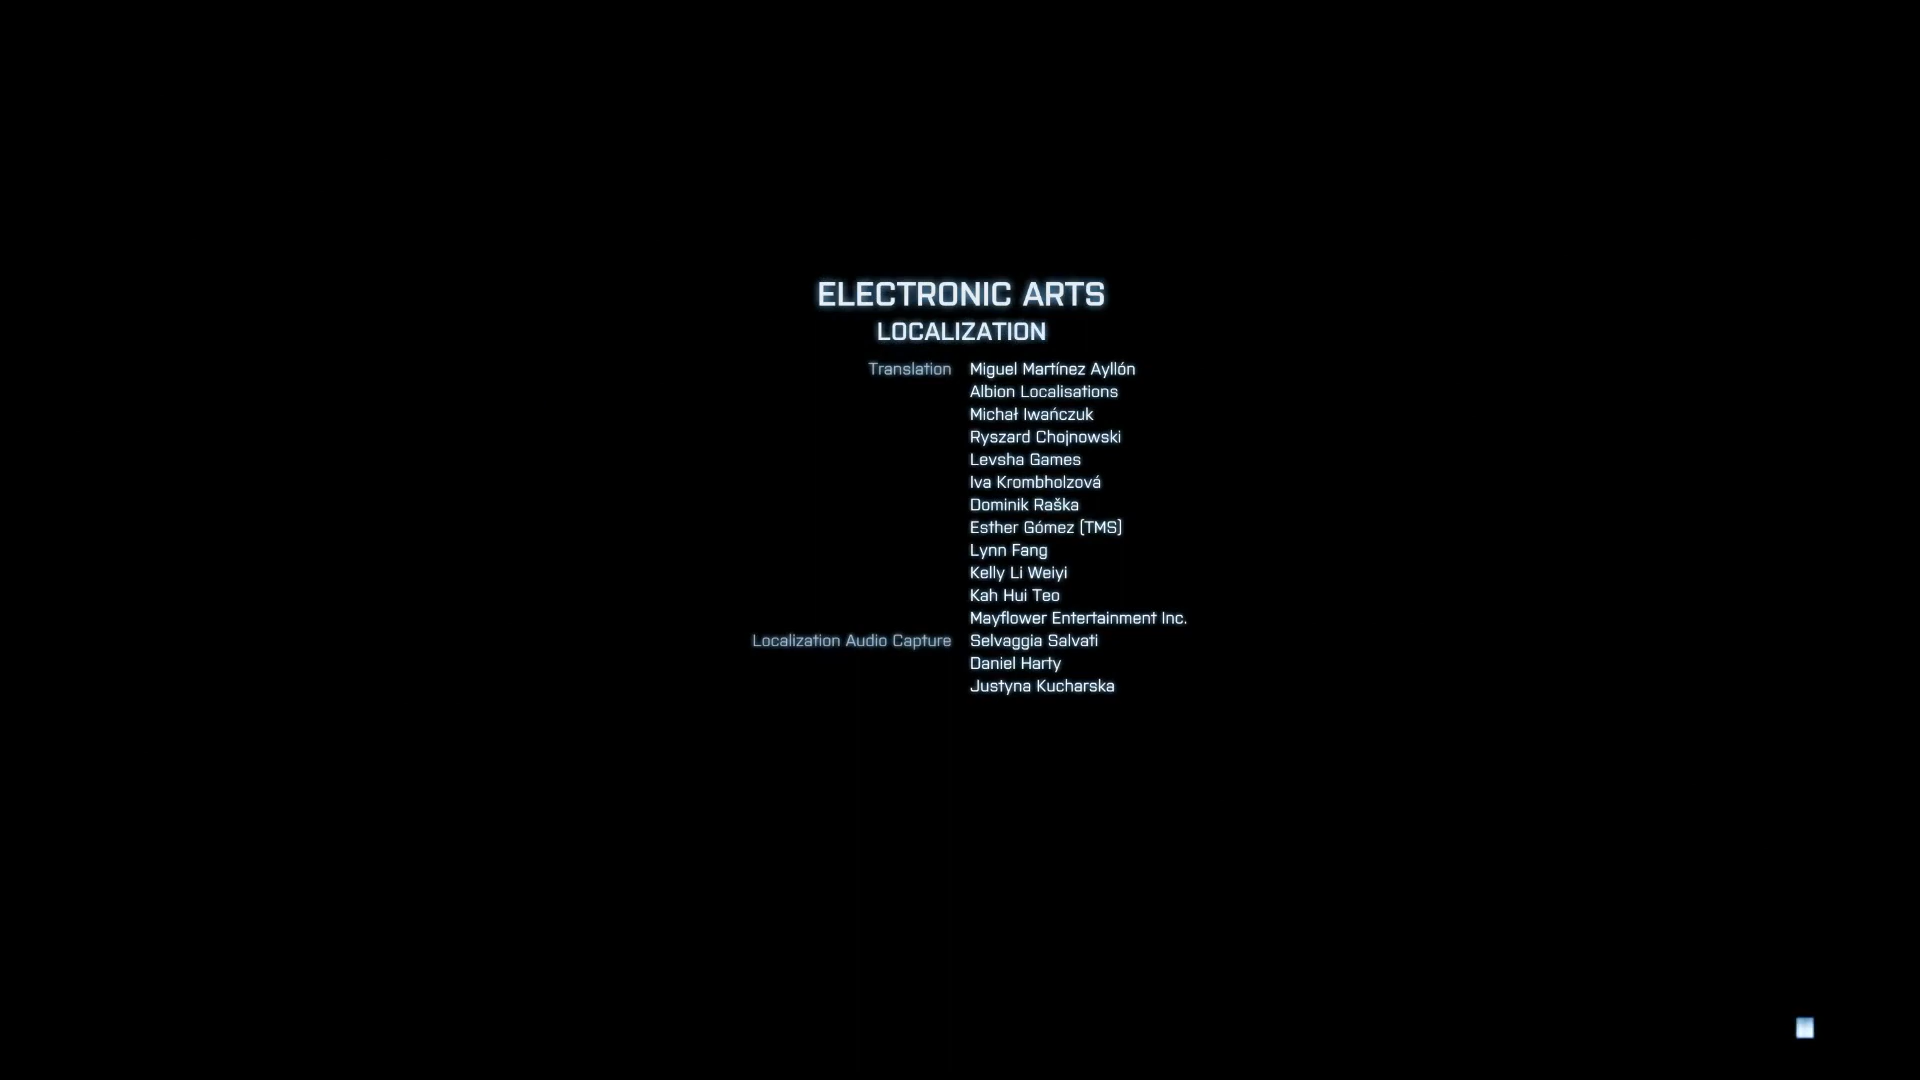 ELECTRONIC ARTS
LOCALIZATION
Translation Miguel Martínez Ayllón
Albion Localisations
Michał Iwańczuk
Ryszard Chojnowski
Levsha Games
Iva Krombholzová
Dominik Raška
Esther Gómez (TMS)
Lynn Fang
Kelly Li Weiyi
Kah Hui Teo
Mayflower Entertainment Inc.
Localization Audio Capture Selvaggia Salvati
Daniel Harty
Justyna Kucharska